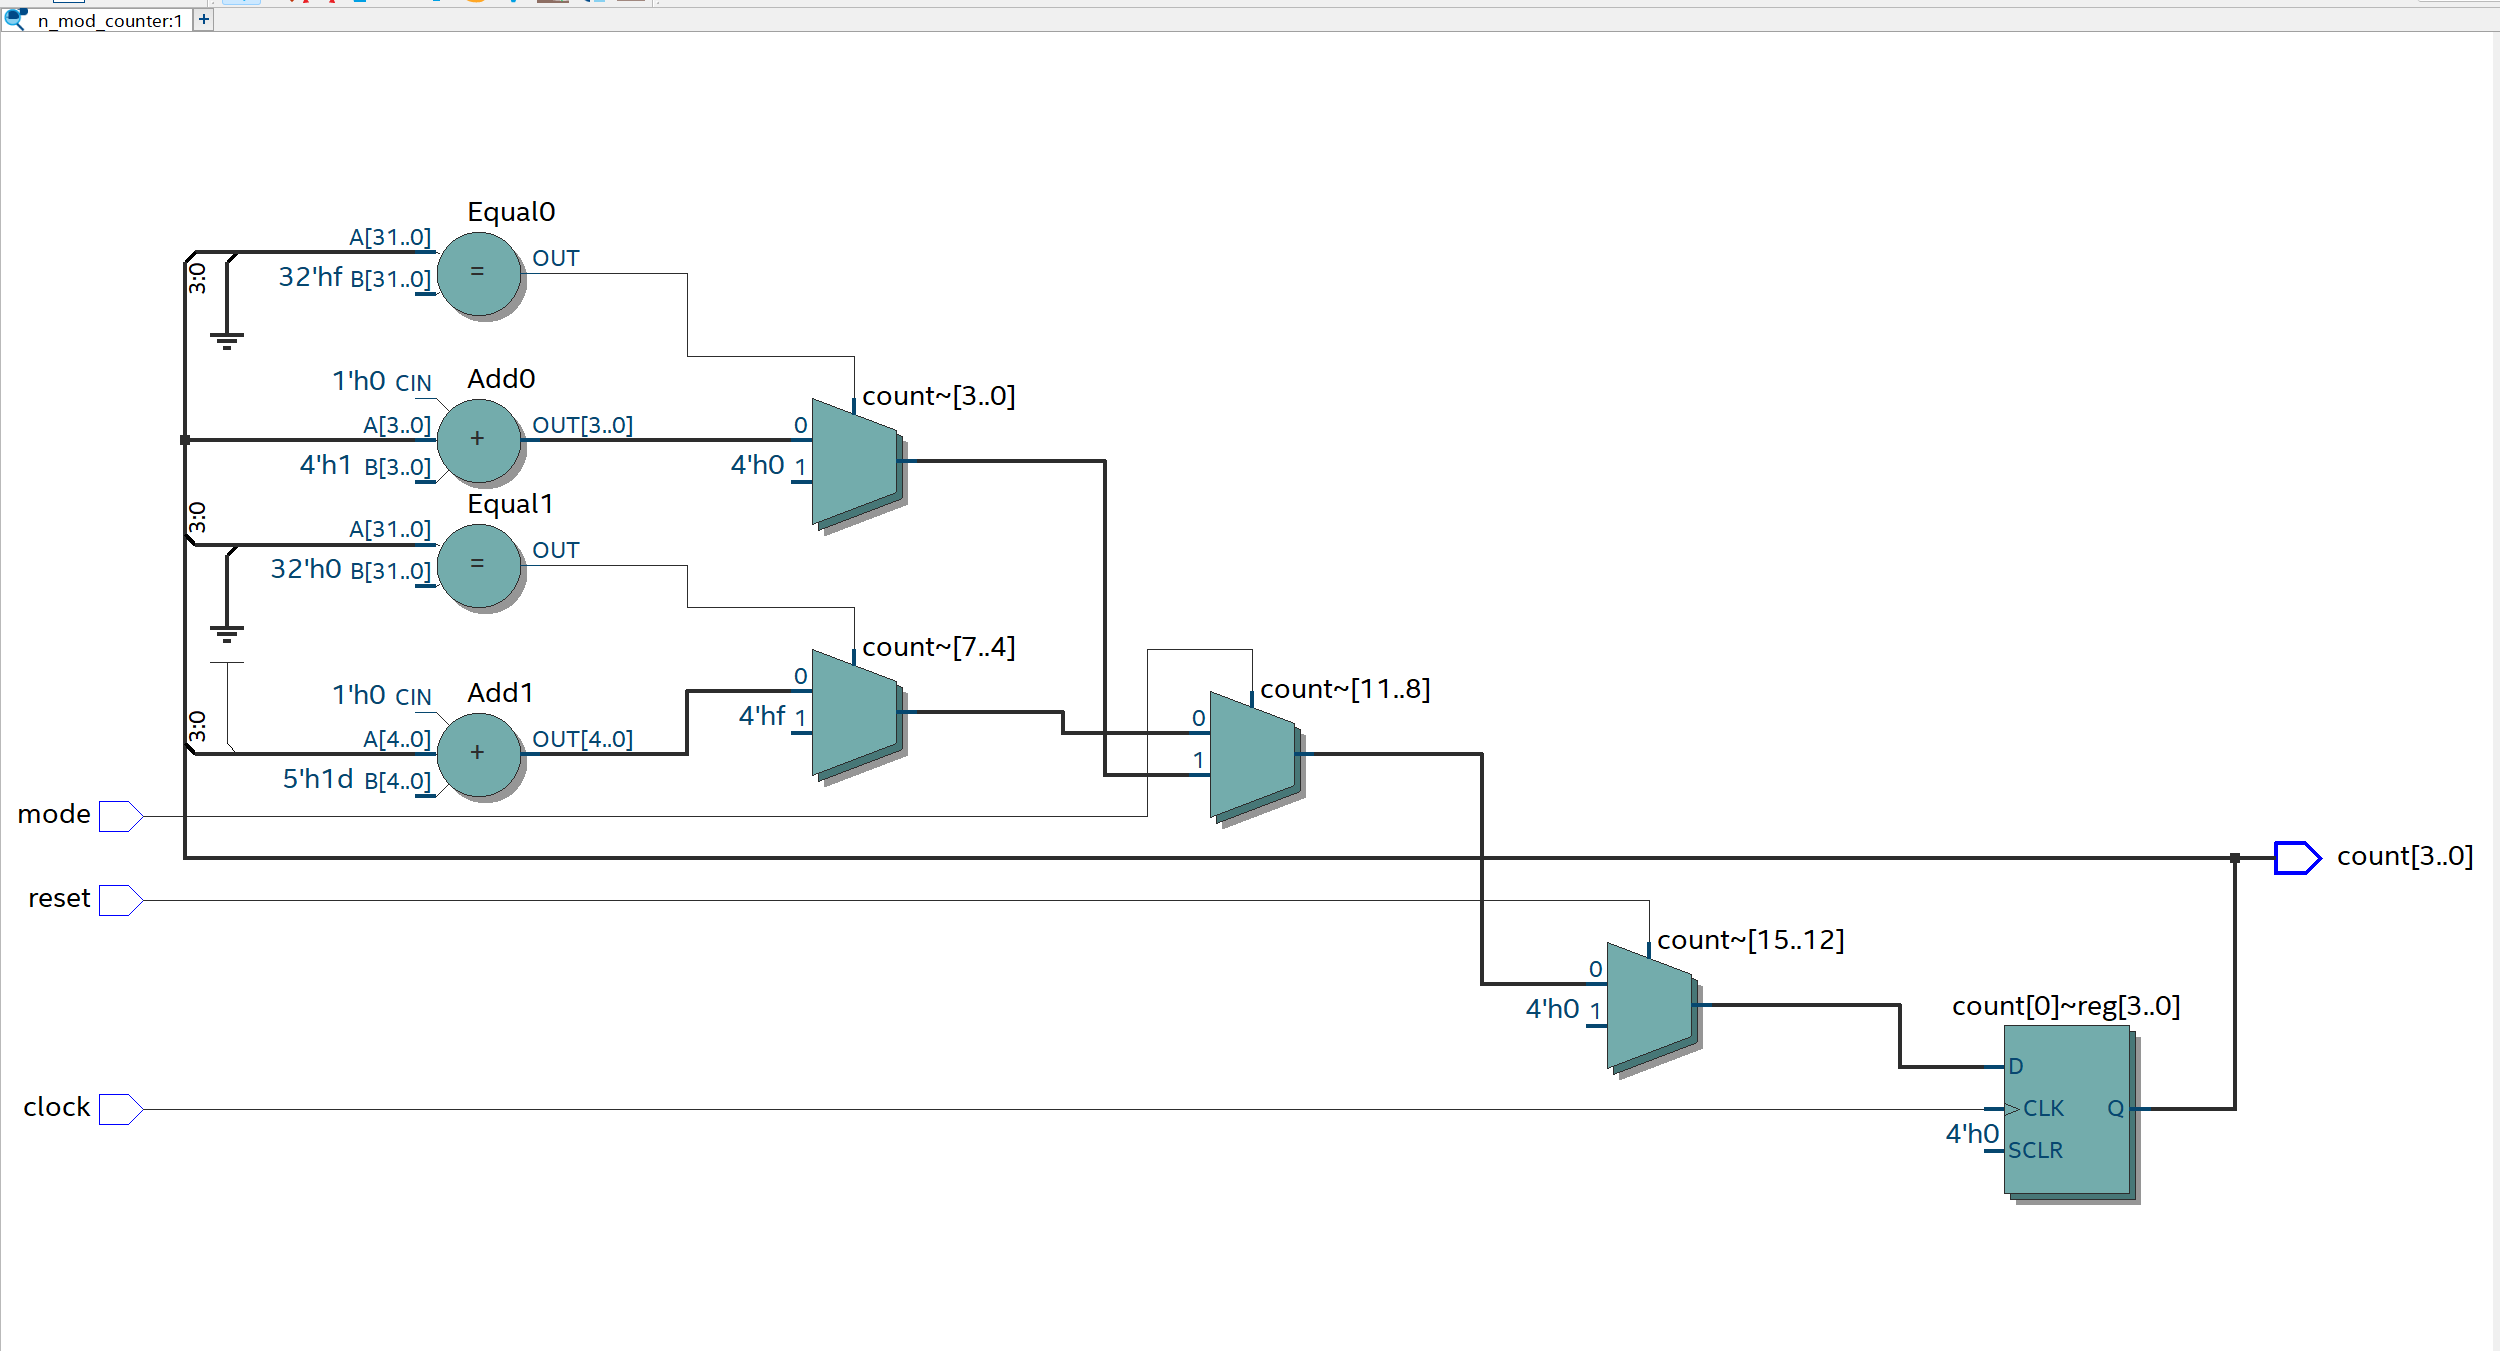 n_mod_counter:1 +
Equal0
A[31..0]
OUT
=
32'hf B[31..0]
3:0
1'h0 CIN
Add0
count~[3..0]
A[3..0]
OUT[3..0]
0
+
4'h1 B[3..0]
4'h0 1
3:0
Equal1
A[31..0]
OUT
=
32'h0 B[31..0]
count~[7..4]
0
1'h0 CIN
Add1
count~[11..8]
4'hf 1
0
3:0
A[4..0]
OUT[4..0]
+
1
5'h1d B[4..0]
mode
count[3..0]
reset
count~[15..12]
0
4'h0 1
count[0]~reg[3..0]
D
clock
CLK Q
4'h0
SCLR